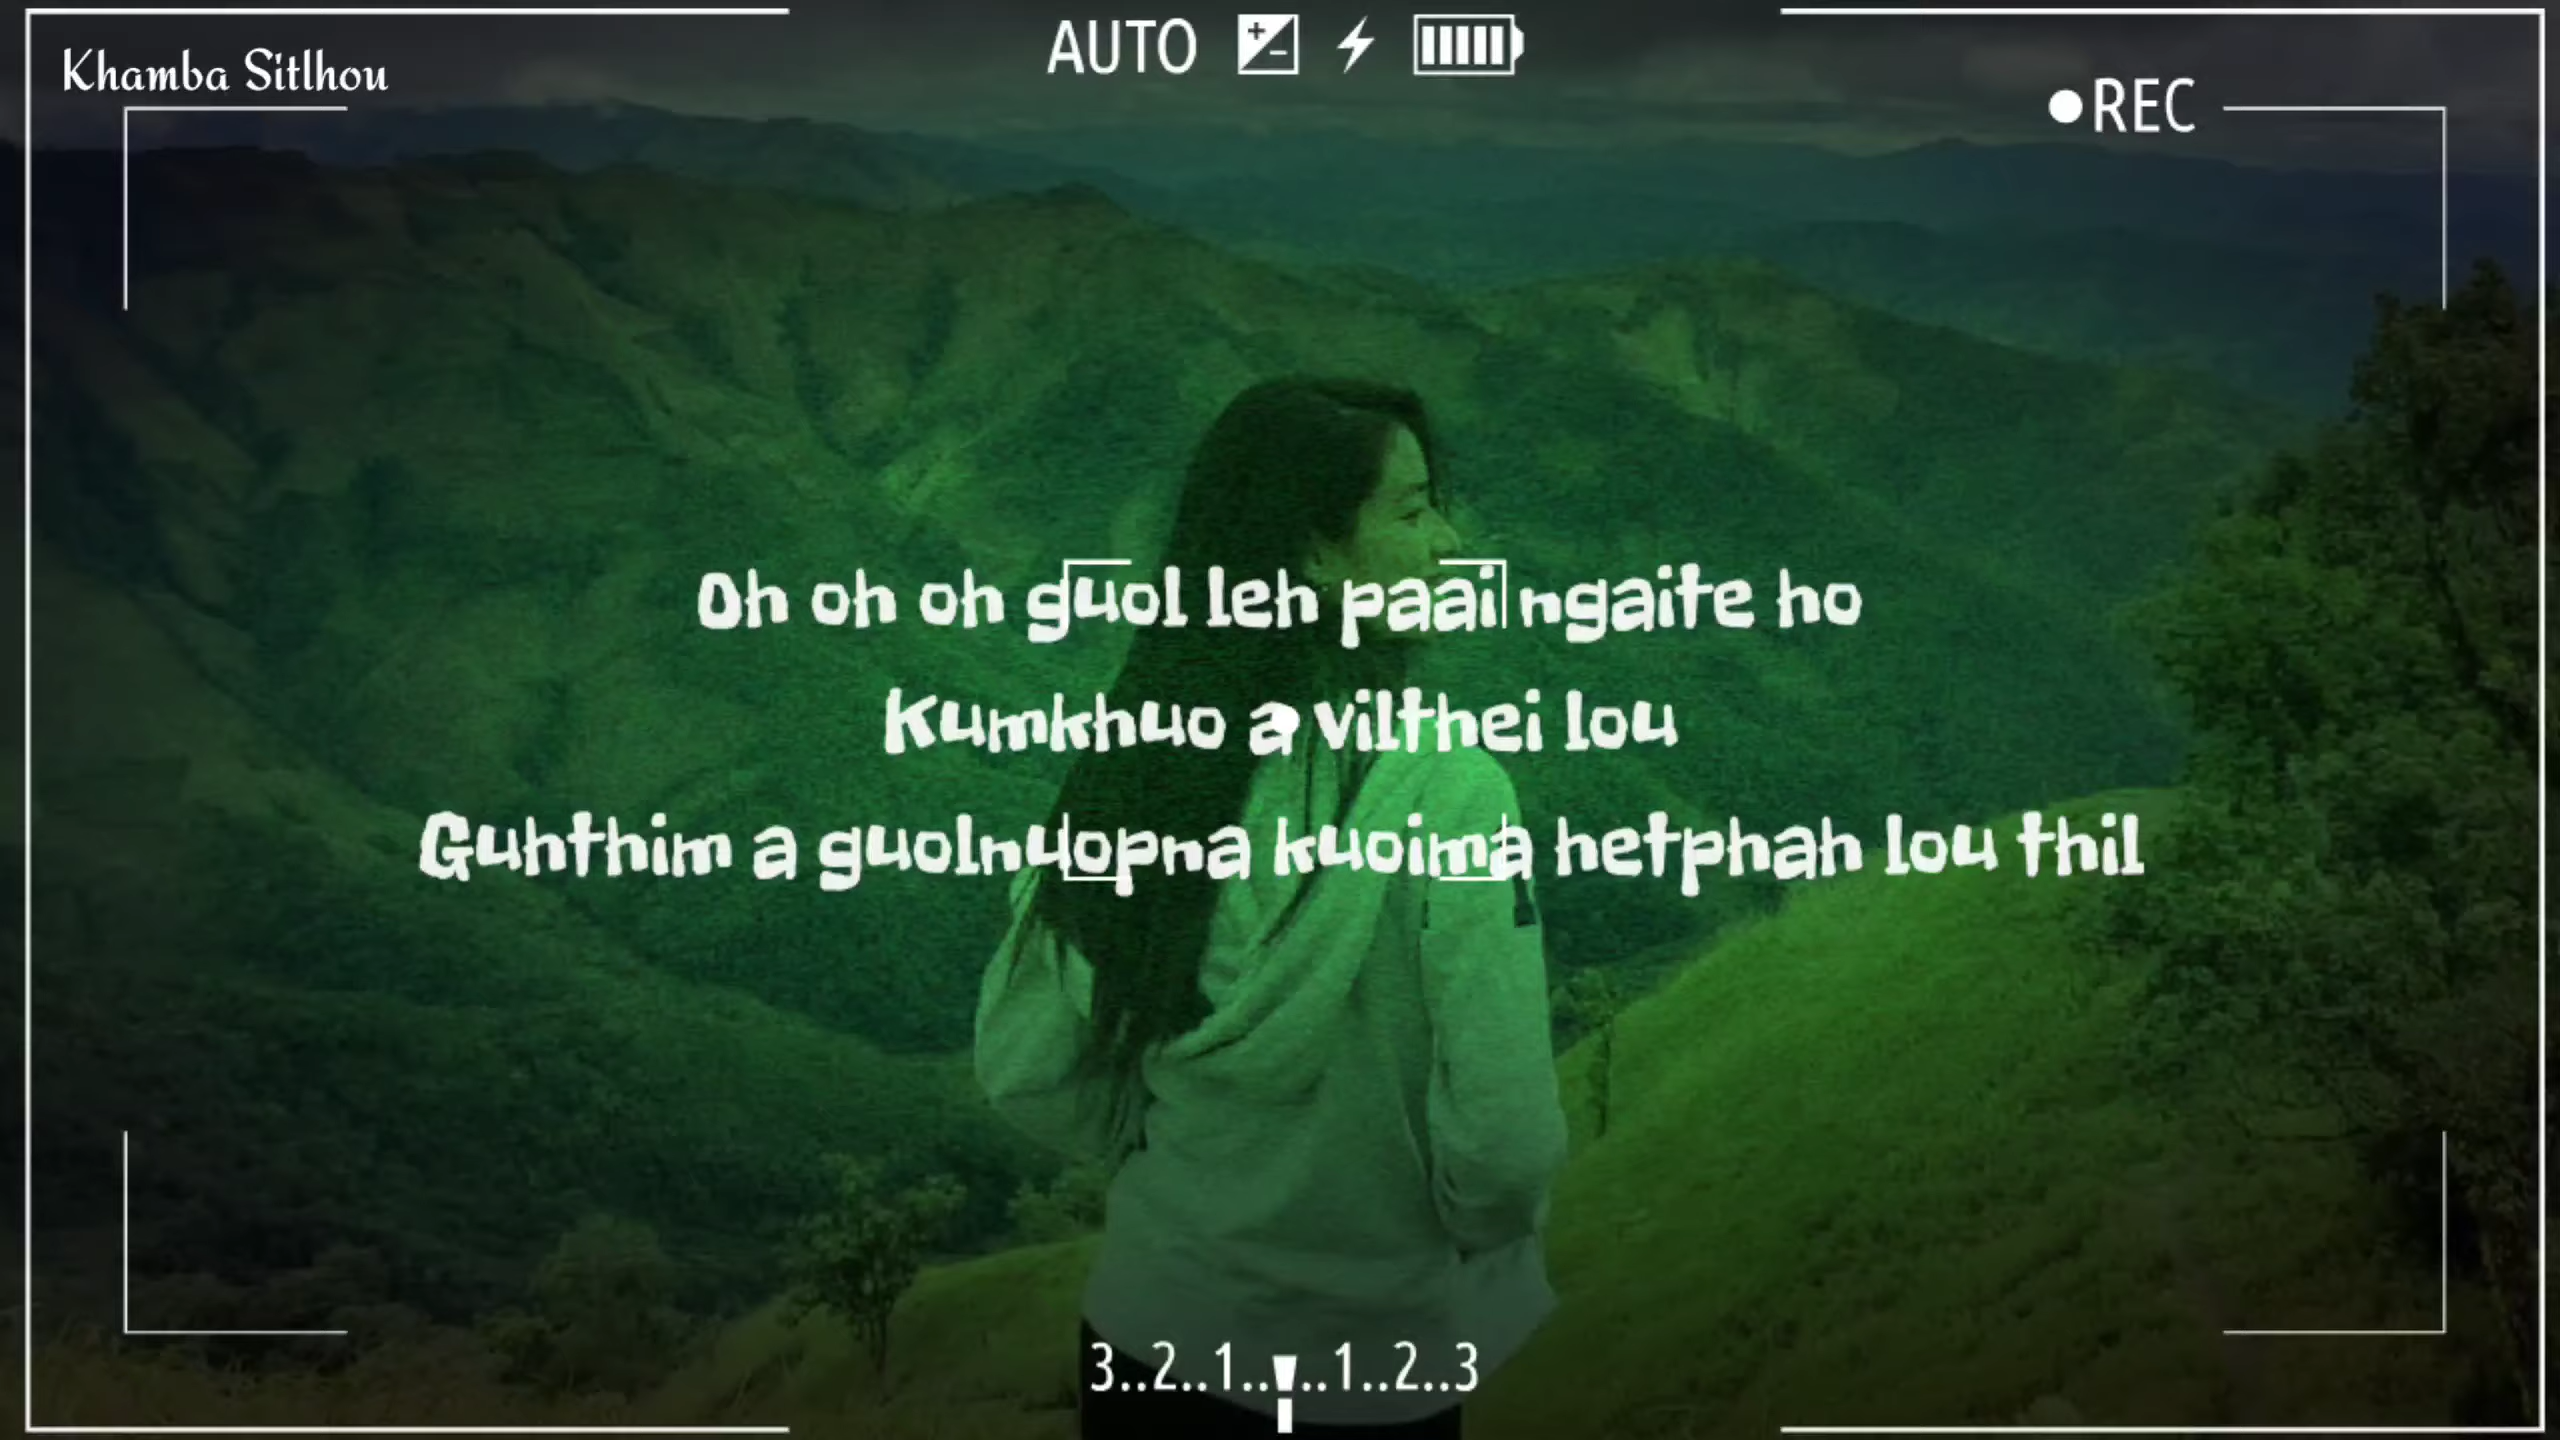 Khamba Sitlhou
AUTO
REC
Oh oh oh guol leh paai ngaite ho
Kumkhuo a vilthei lou
Guhthim a guolnuopna kuoima hetphah lou thil
3..2..1....1..2..3